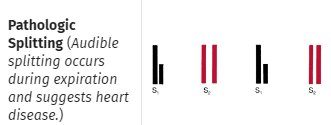 Pathologic
Splitting (Audible
splitting occurs
during expiration
and suggests heart
disease.)
S₁ S₂ S₁ S₂